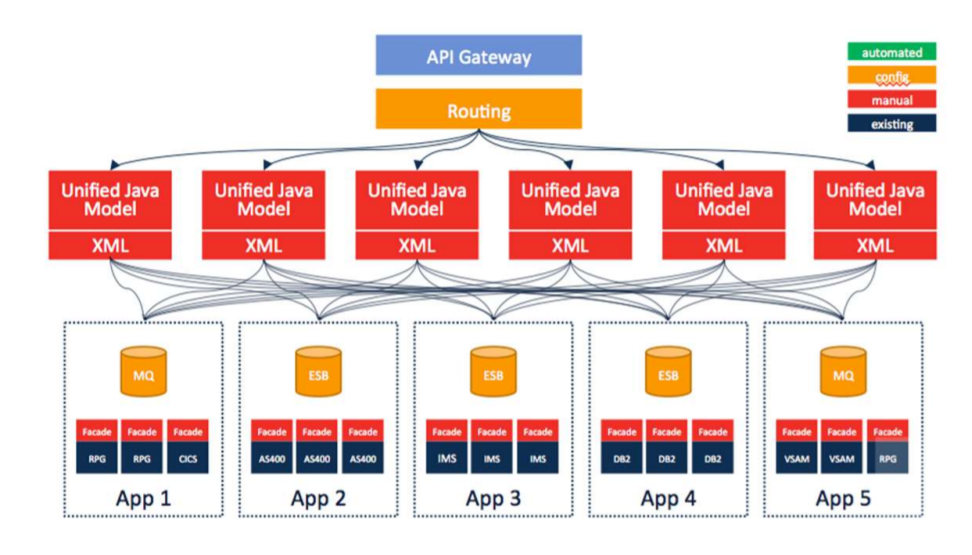 API Gateway
automated
config
Routing
manual
existing
Unified Java
Model
Unified Java
Model
Unified Java
Model
Unified Java
Model
Unified Java
Model
Unified Java
Model
XML
XML
XML
XML
XML
XML
MQ
ESB
ESB
ESB
MQ
Facade Facade Facade
RPG RPG CICS
Facade Facade Facade
AS400 AS400 AS400
Facade Facade Facade
IMS IMS IMS
Facade Facade Facade
DB2 DB2 DB2
Facade Facade Facade
VSAM VSAM RPG
App 1
App 2
App 3
App 4
App 5